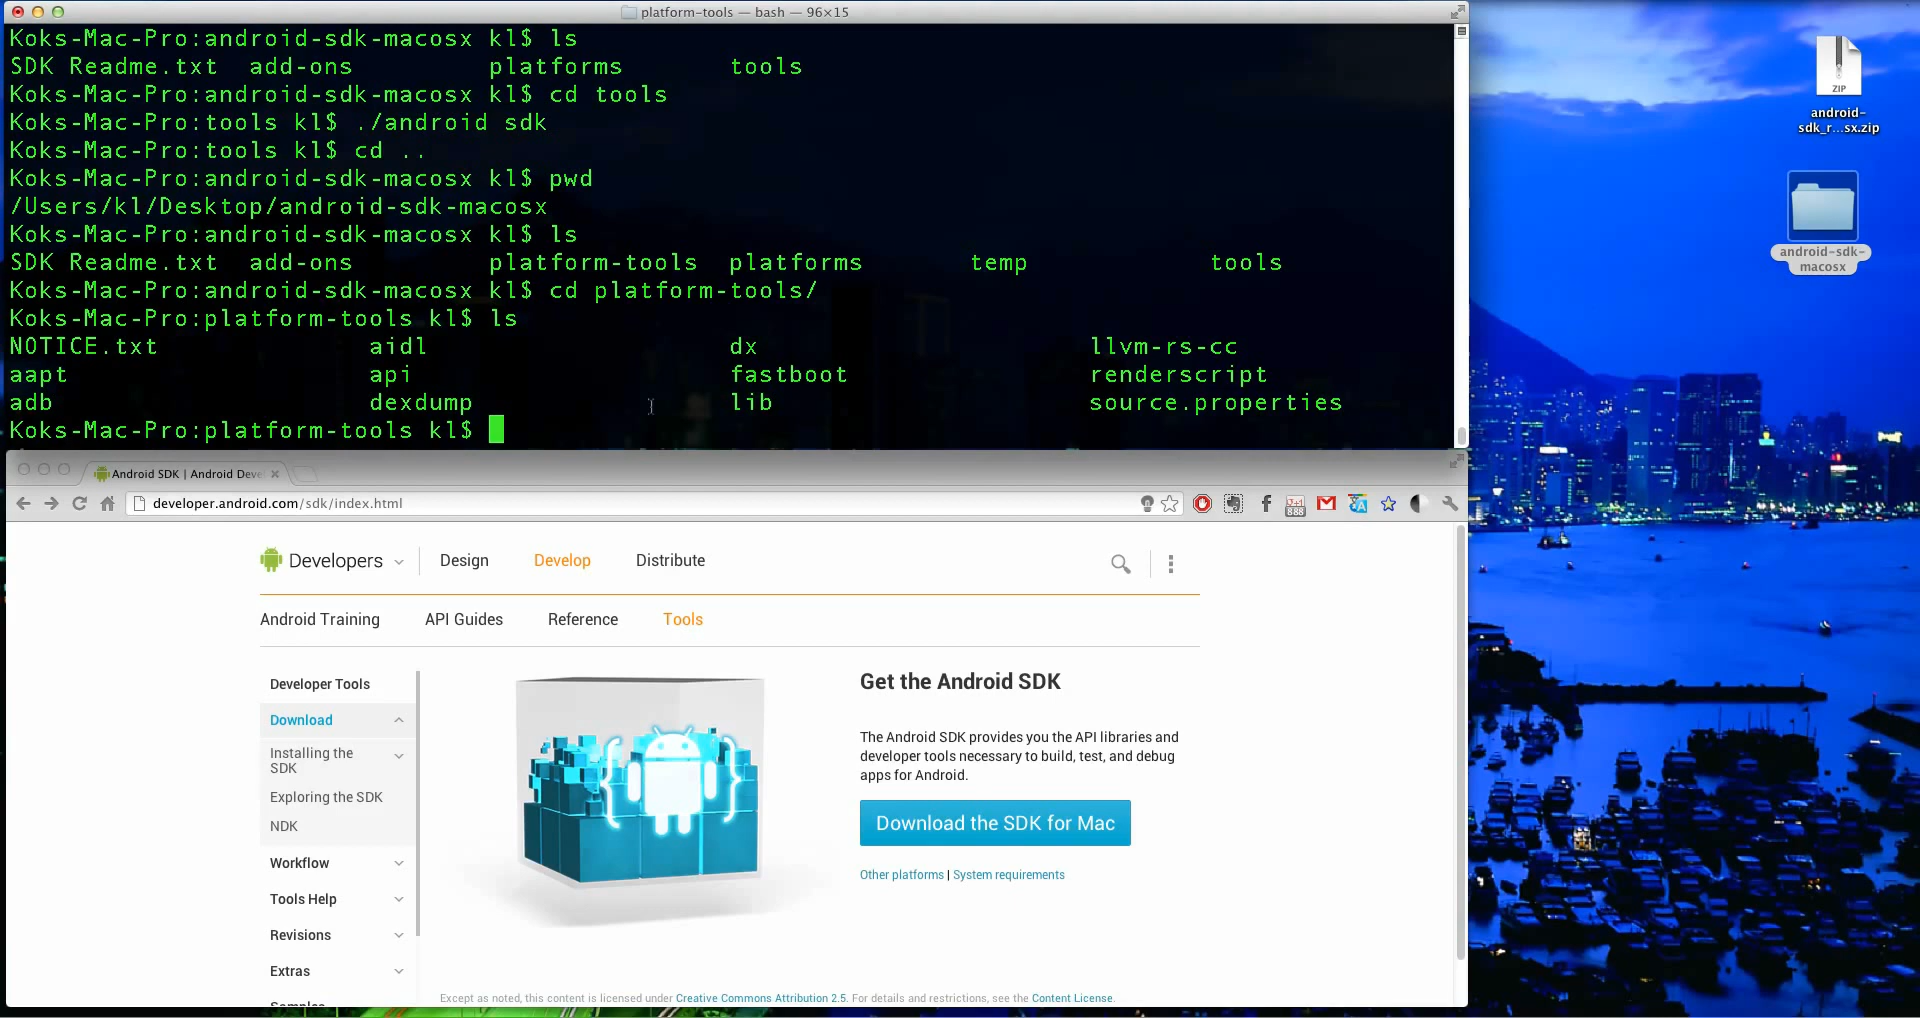 platform-tools — bash — 96×15
Koks-Mac-Pro:android-sdk-macosx kl$ ls
SDK Readme.txt add-ons platforms tools
Koks-Mac-Pro:android-sdk-macosx kl$ cd tools
Koks-Mac-Pro:tools kl$ ./android sdk
Koks-Mac-Pro:tools kl$ cd ..
Koks-Mac-Pro:android-sdk-macosx kl$ pwd
/Users/kl/Desktop/android-sdk-macosx
Koks-Mac-Pro:android-sdk-macosx kl$ ls
SDK Readme.txt add-ons platform-tools platforms temp tools
Koks-Mac-Pro:android-sdk-macosx kl$ cd platform-tools/
Koks-Mac-Pro:platform-tools kl$ ls
NOTICE.txt aidl dx llvm-rs-cc
aapt api fastboot renderscript
adb dexdump lib source.properties
Koks-Mac-Pro:platform-tools kl$
ZIP
android-
sdk_r...sx.zip
android-sdk-
macosx
Android SDK | Android Deve
developer.android.com/sdk/index.html
888
Developers Design Develop Distribute
Android Training API Guides Reference Tools
Developer Tools
Download
Installing the
SDK
Exploring the SDK
NDK
Workflow
Tools Help
Revisions
Extras
Samples
Get the Android SDK
The Android SDK provides you the API libraries and
developer tools necessary to build, test, and debug
apps for Android.
Download the SDK for Mac
Other platforms | System requirements
Except as noted, this content is licensed under Creative Commons Attribution 2.5. For details and restrictions, see the Content License.